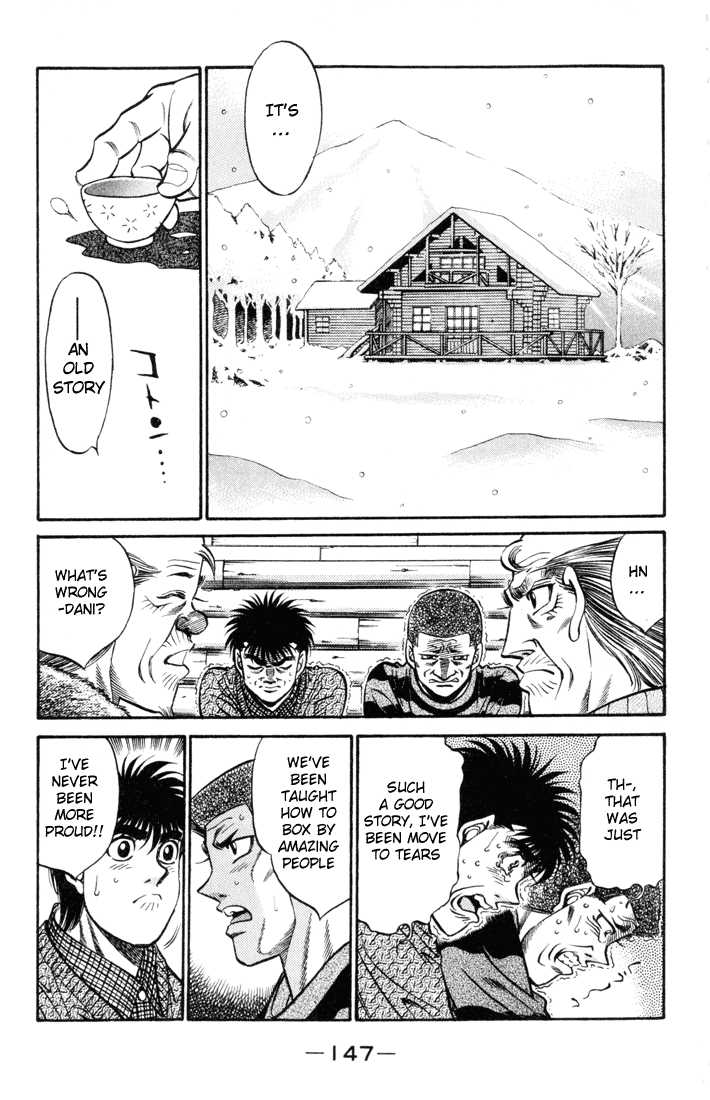 IT'S
...
—
AN
OLD
STORY
コト・・・・
HN
...
WHAT'S
WRONG
-DANI?
TH-,
THAT
WAS
JUST
SUCH
A GOOD
STORY, I'VE
BEEN MOVE
TO TEARS
WE'VE
BEEN
TAUGHT
HOW TO
BOX BY
AMAZING
PEOPLE
I'VE
NEVER
BEEN
MORE
PROUD!!
—147—